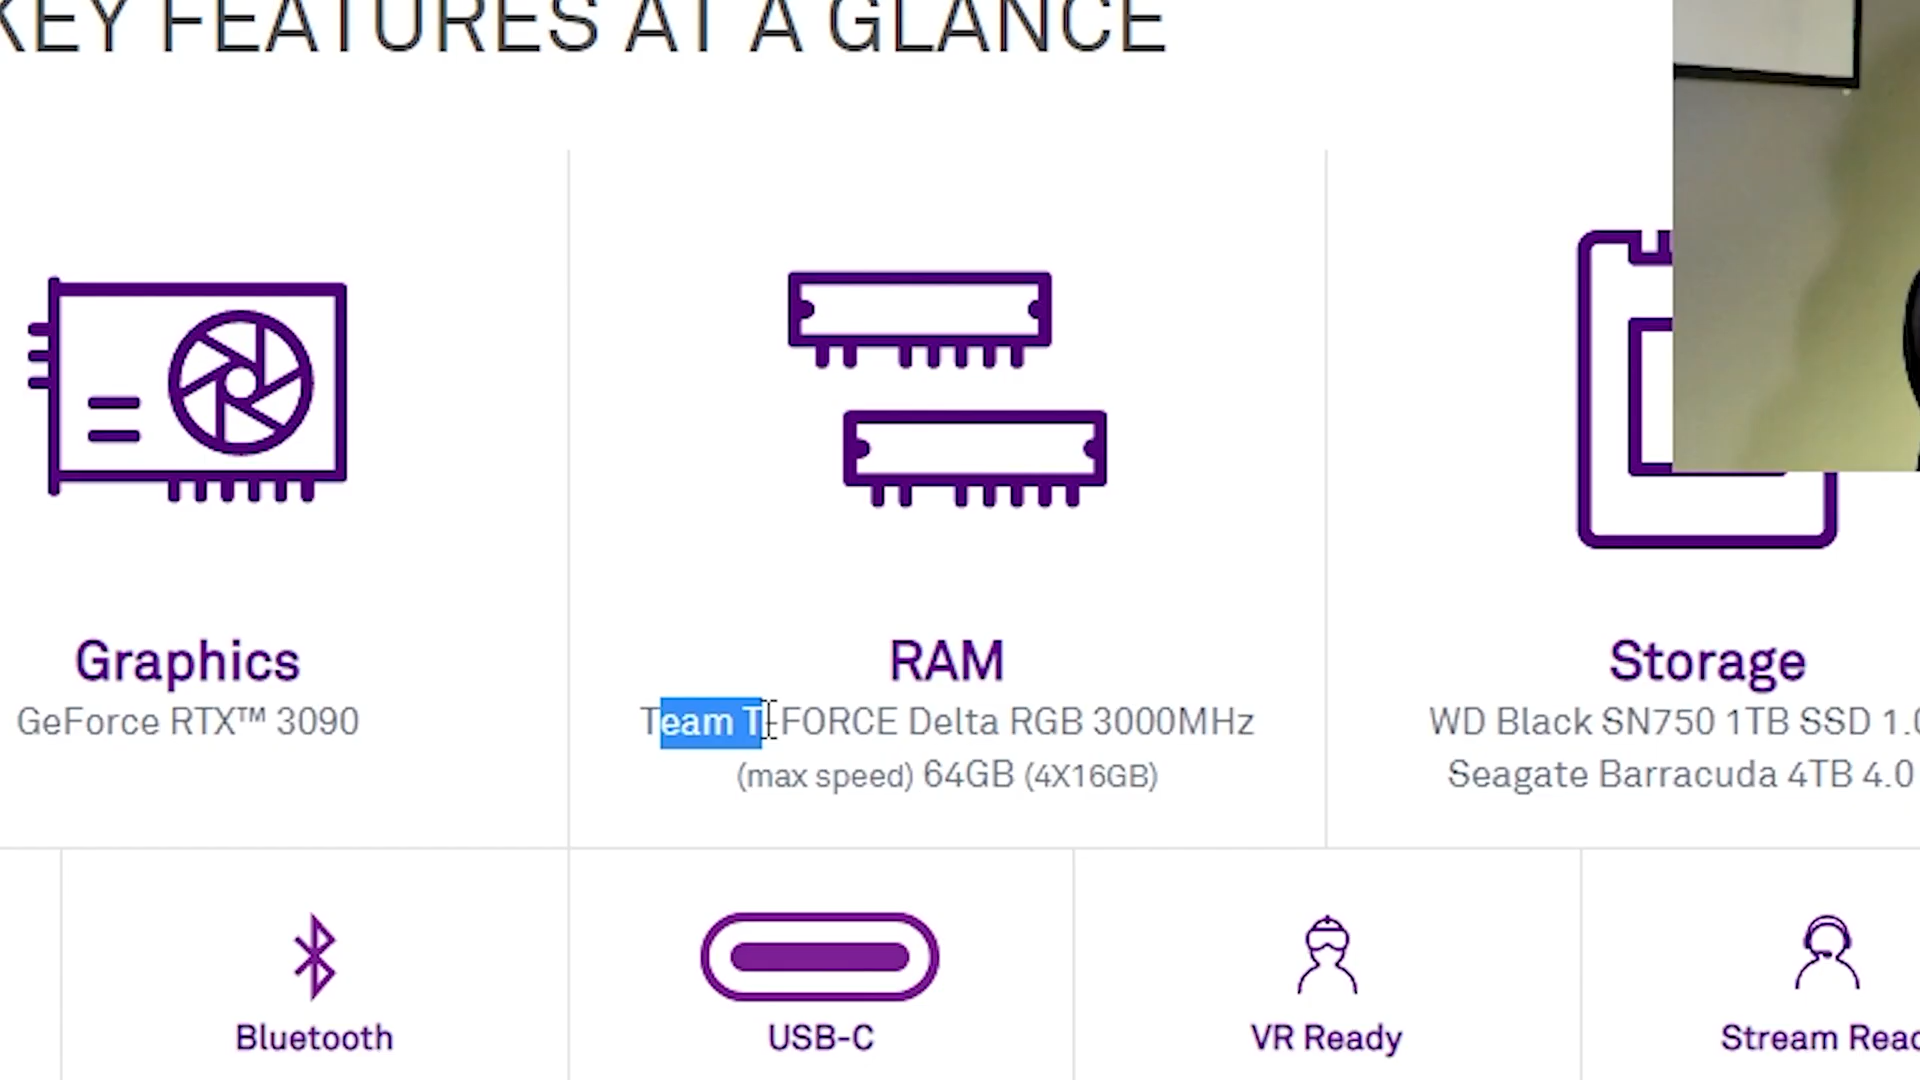 KEY FEATURES AT A GLANCE
Graphics
GeForce RTX™ 3090
RAM
Team T-FORCE Delta RGB 3000MHz
(max speed) 64GB (4X16GB)
Storage
WD Black SN750 1TB SSD 1.0
Seagate Barracuda 4TB 4.0
Bluetooth
USB-C
VR Ready
Stream Read